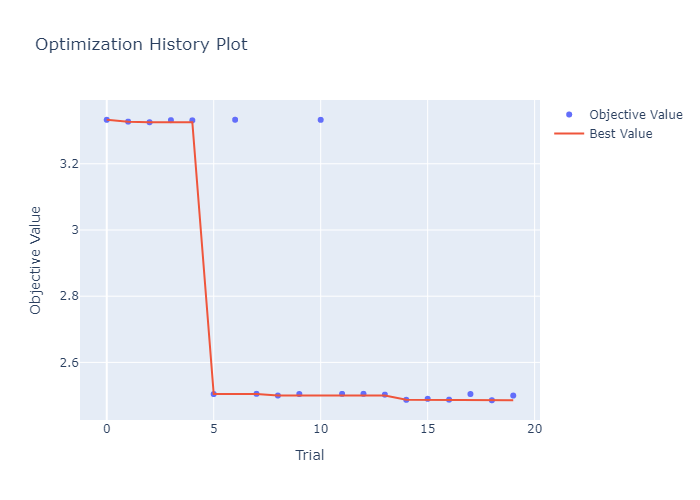 Optimization History Plot
Objective Value
Best Value
3.2
3
2.8
2.6
Objective Value
0
5
10
15
20
Trial